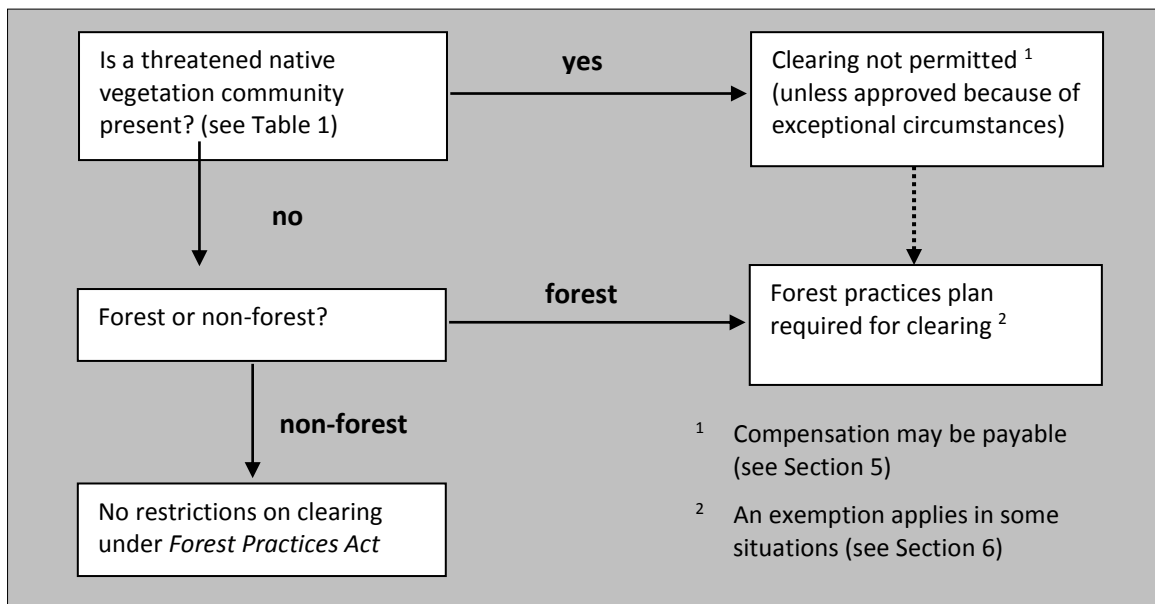 Is a threatened native
vegetation community
present? (see Table 1)
yes
Clearing not permitted 1
(unless approved because of
exceptional circumstances)
no
Forest or non-forest?
forest
Forest practices plan
required for clearing 2
non-forest
No restrictions on clearing
under Forest Practices Act
1 Compensation may be payable
(see Section 5)
2 An exemption applies in some
situations (see Section 6)